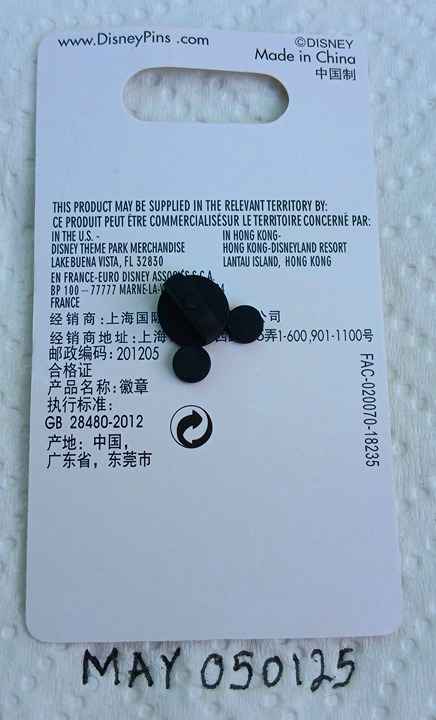 www.DisneyPins .com
©DISNEY
Made in China
中国制
THIS PRODUCT MAY BE SUPPLIED IN THE RELEVANT TERRITORY BY:
CE PRODUIT PEUT ÊTRE COMMERCIALISÉSUR LE TERRITOIRE CONCERNÉ PAR:
IN THE U.S. -
DISNEY THEME PARK MERCHANDISE
LAKE BUENA VISTA, FL 32830
IN HONG KONG-
HONG KONG-DISNEYLAND RESORT
LANTAU ISLAND, HONG KONG
EN FRANCE-EURO DISNEY S.C.A.
BP 100 – 77777
FRANCE
经销商:上海国 公司
经销商地址:上海 弄1-600,901-1100号
邮政编码: 201205
合格证
产品名称: 徽章
执行标准:
GB 28480-2012
产地: 中国,
广东省, 东莞市
FAC-020070-18235
MAY 050125